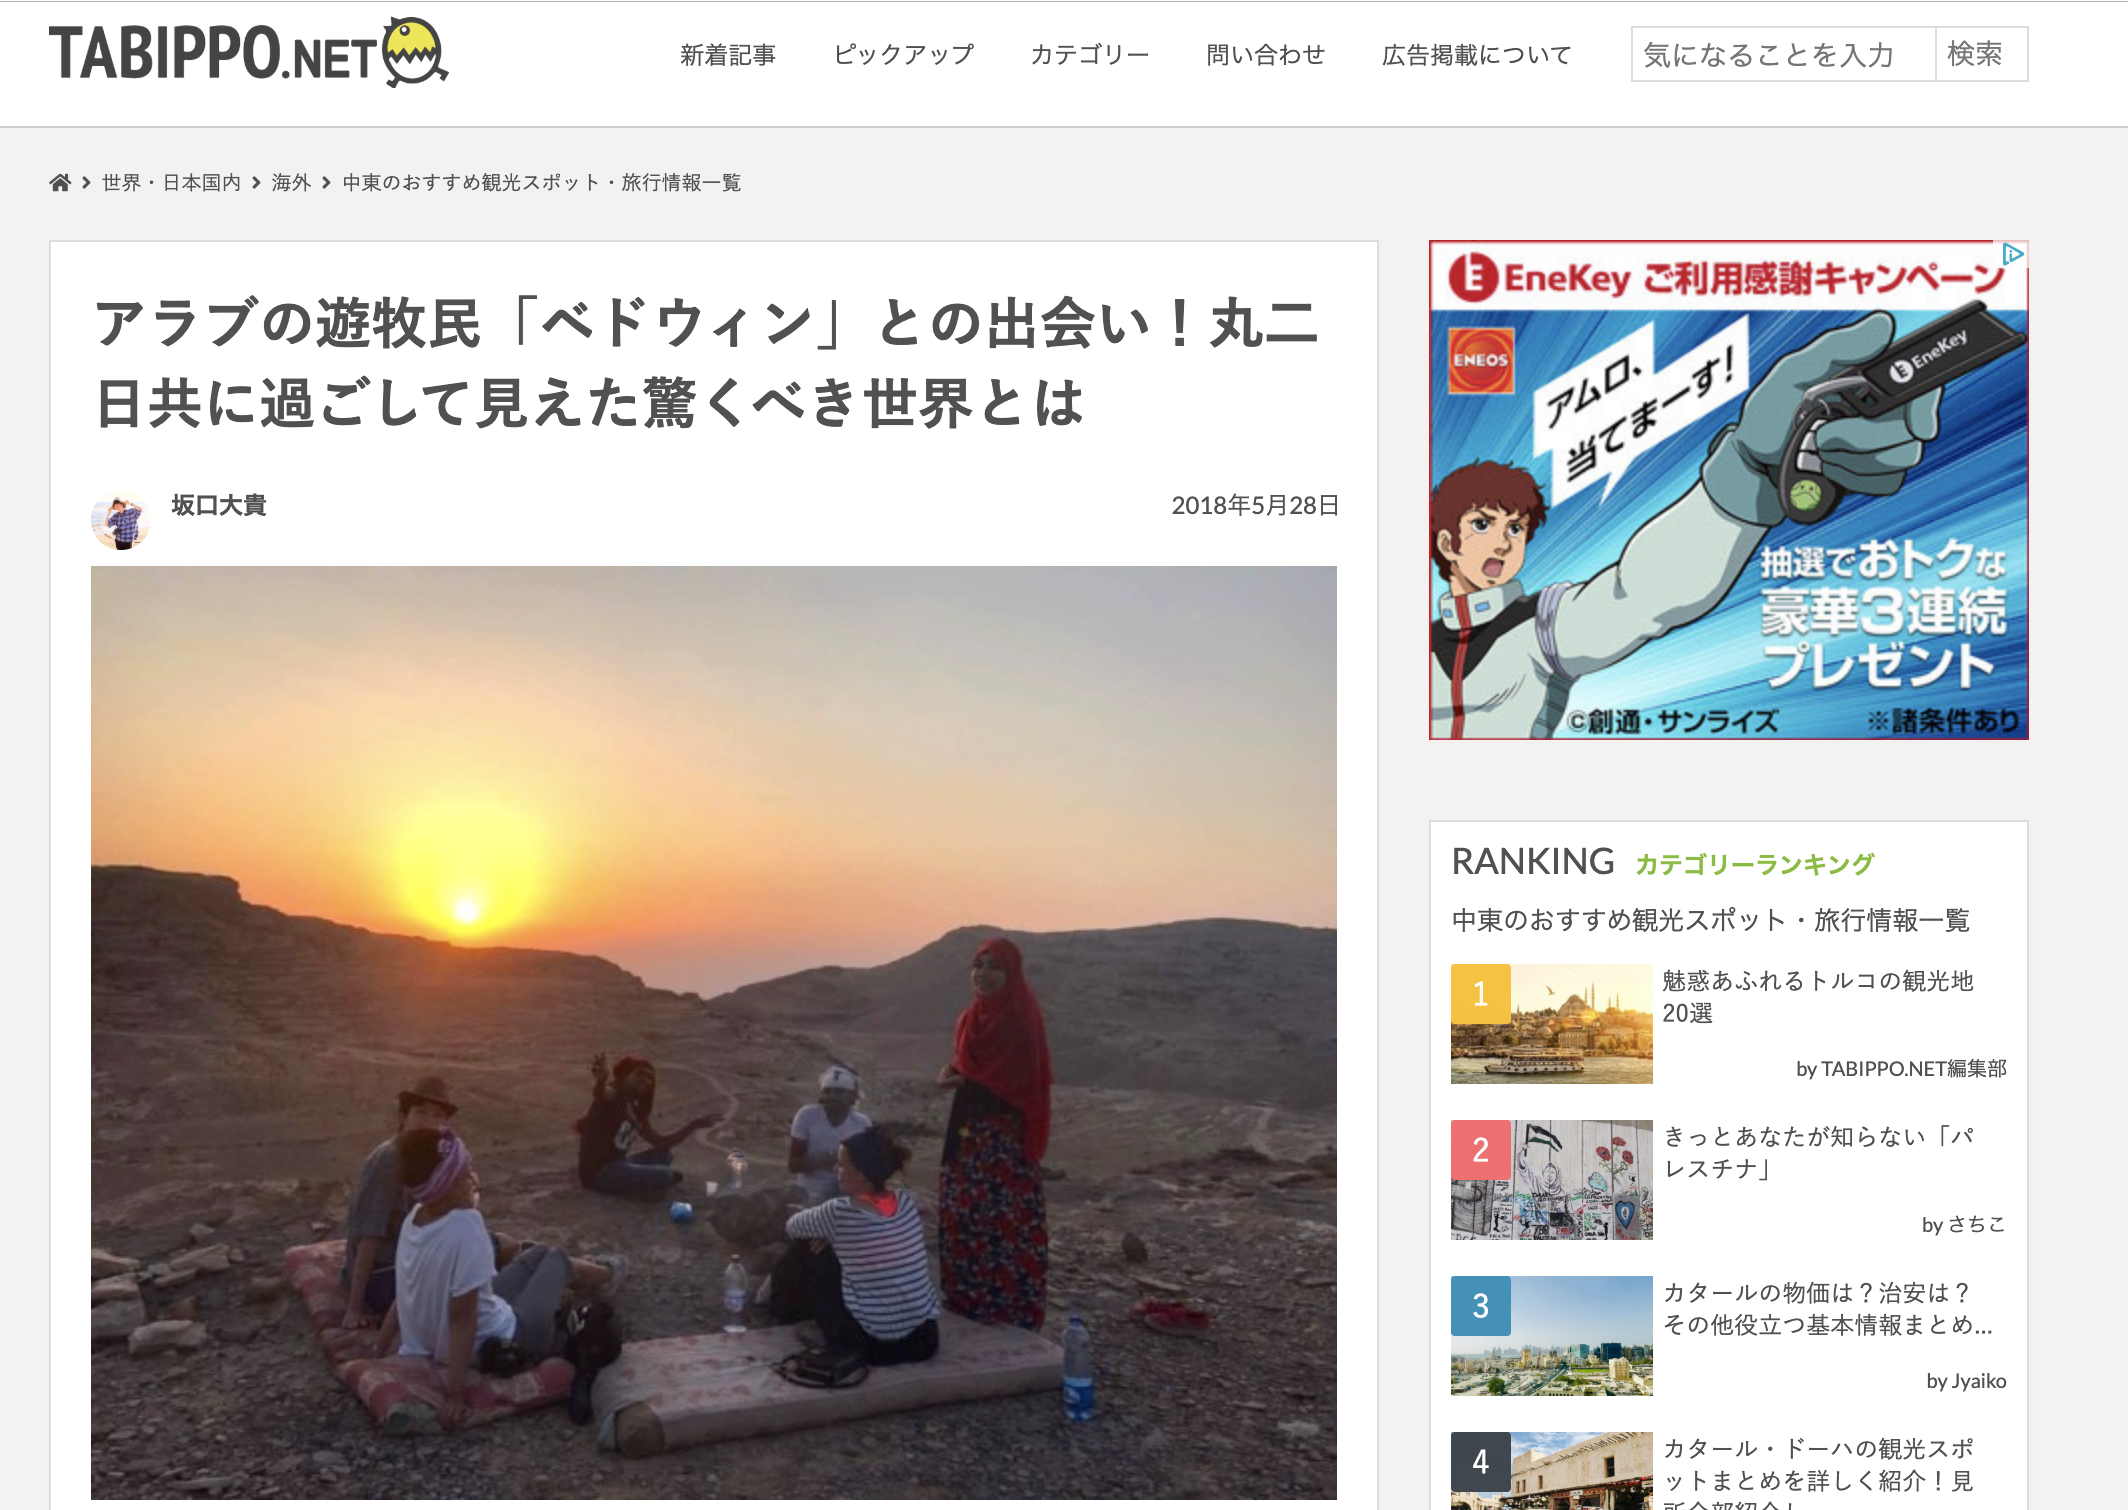 TABIPPO.NET
新着記事
ピックアップ
カテゴリー
問い合わせ
広告掲載について
気になることを入力
検索
世界・日本国内
海外
中東のおすすめ観光スポット・旅行情報一覧
アラブの遊牧民「ベドウィン」との出会い！丸二
日共に過ごして見えた驚くべき世界とは
坂口大貴
2018年5月28日
EneKey ご利用感謝キャンペーン
ENEOS
アムロ、
当てまーす!
EneKey
抽選でおトクな
豪華3連続
プレゼント
©創通・サンライズ
※諸条件あり
RANKING カテゴリーランキング
中東のおすすめ観光スポット・旅行情報一覧
1
魅惑あふれるトルコの観光地
20選
by TABIPPO.NET編集部
2
きっとあなたが知らない「パ
レスチナ」
by さちこ
3
カタールの物価は？治安は？
その他役立つ基本情報まとめ...
by Jyaiko
4
カタール・ドーハの観光スポ
ットまとめを詳しく紹介！見